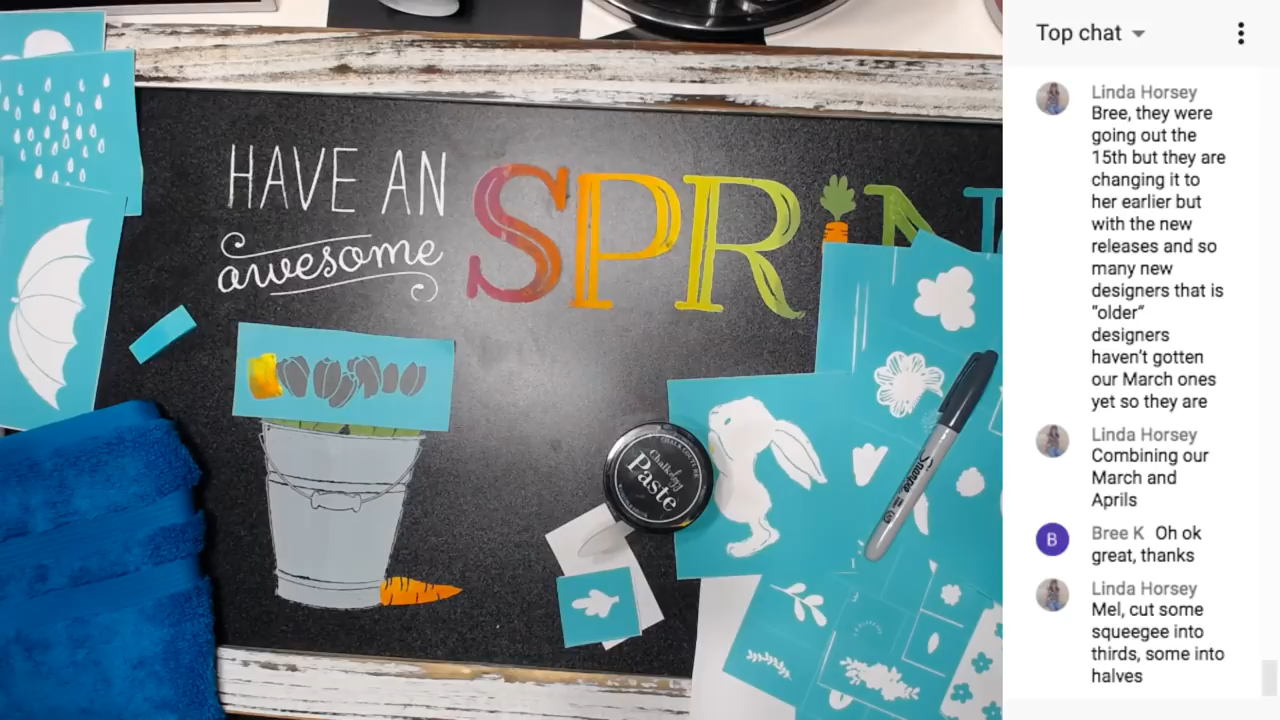 HAVE AN
awesome
SPRIN
Chalkology
Paste
CHALK COUTURE
Sharpie
Top chat
Linda Horsey
Bree, they were
going out the
15th but they are
changing it to
her earlier but
with the new
releases and so
many new
designers that is
“older”
designers
haven’t gotten
our March ones
yet so they are
Linda Horsey
Combining our
March and
Aprils
B
Bree K Oh ok
great, thanks
Linda Horsey
Mel, cut some
squeegee into
thirds, some into
halves